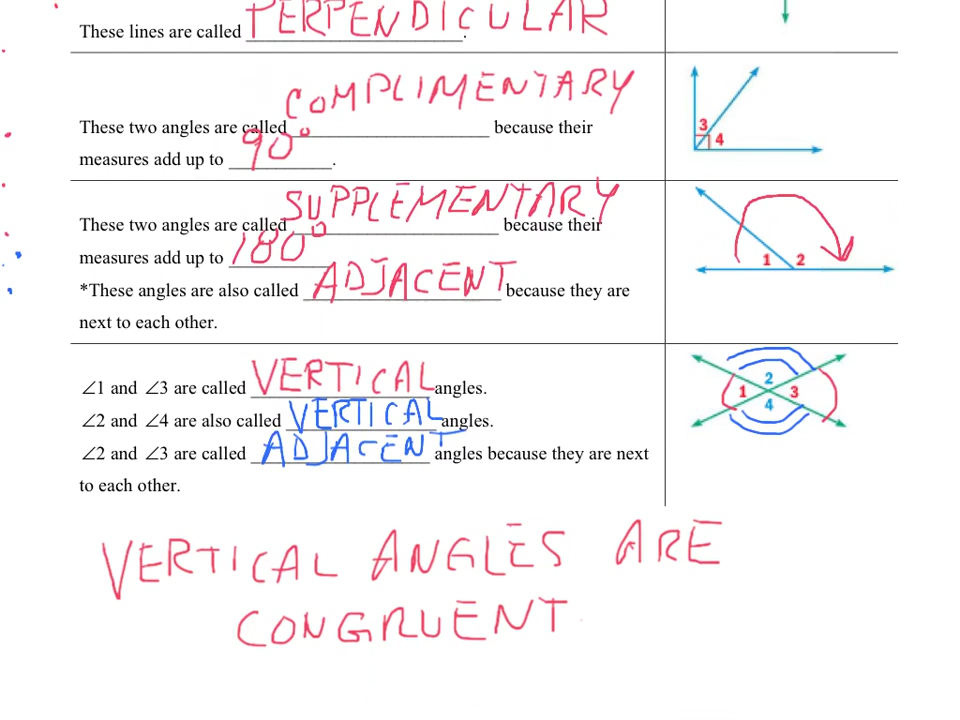 These lines are called PERPENDICULAR.
COMPLIMENTARY
These two angles are called ____________ because their
measures add up to 90°.
3
4
SUPPLEMENTARY
These two angles are called ____________ because their
measures add up to 180°
*These angles are also called ADJACENT because they are
next to each other.
1 2
∠1 and ∠3 are called VERTICAL angles.
∠2 and ∠4 are also called VERTICAL angles.
∠2 and ∠3 are called ADJACENT angles because they are next
to each other.
2
1 3
4
VERTICAL ANGLES ARE
CONGRUENT